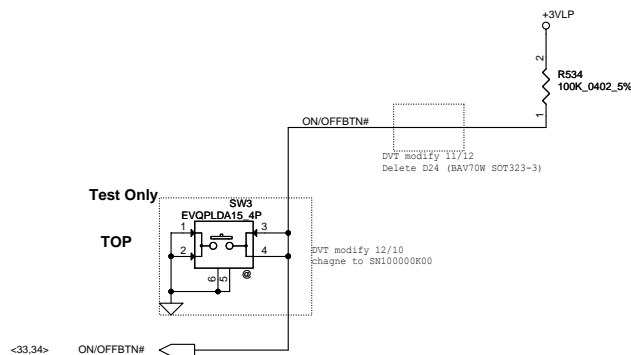 +3VLP
2
R534
100K_0402_5%
1
ON/OFFBTN#
DVT modify 11/12
Delete D24 (BAV70W SOT323-3)
Test Only
SW3
EVQPLDA15_4P
1
3
TOP
2
4
DVT modify 12/10
chagne to SN100000K00
@
6
5
<33,34>
ON/OFFBTN#